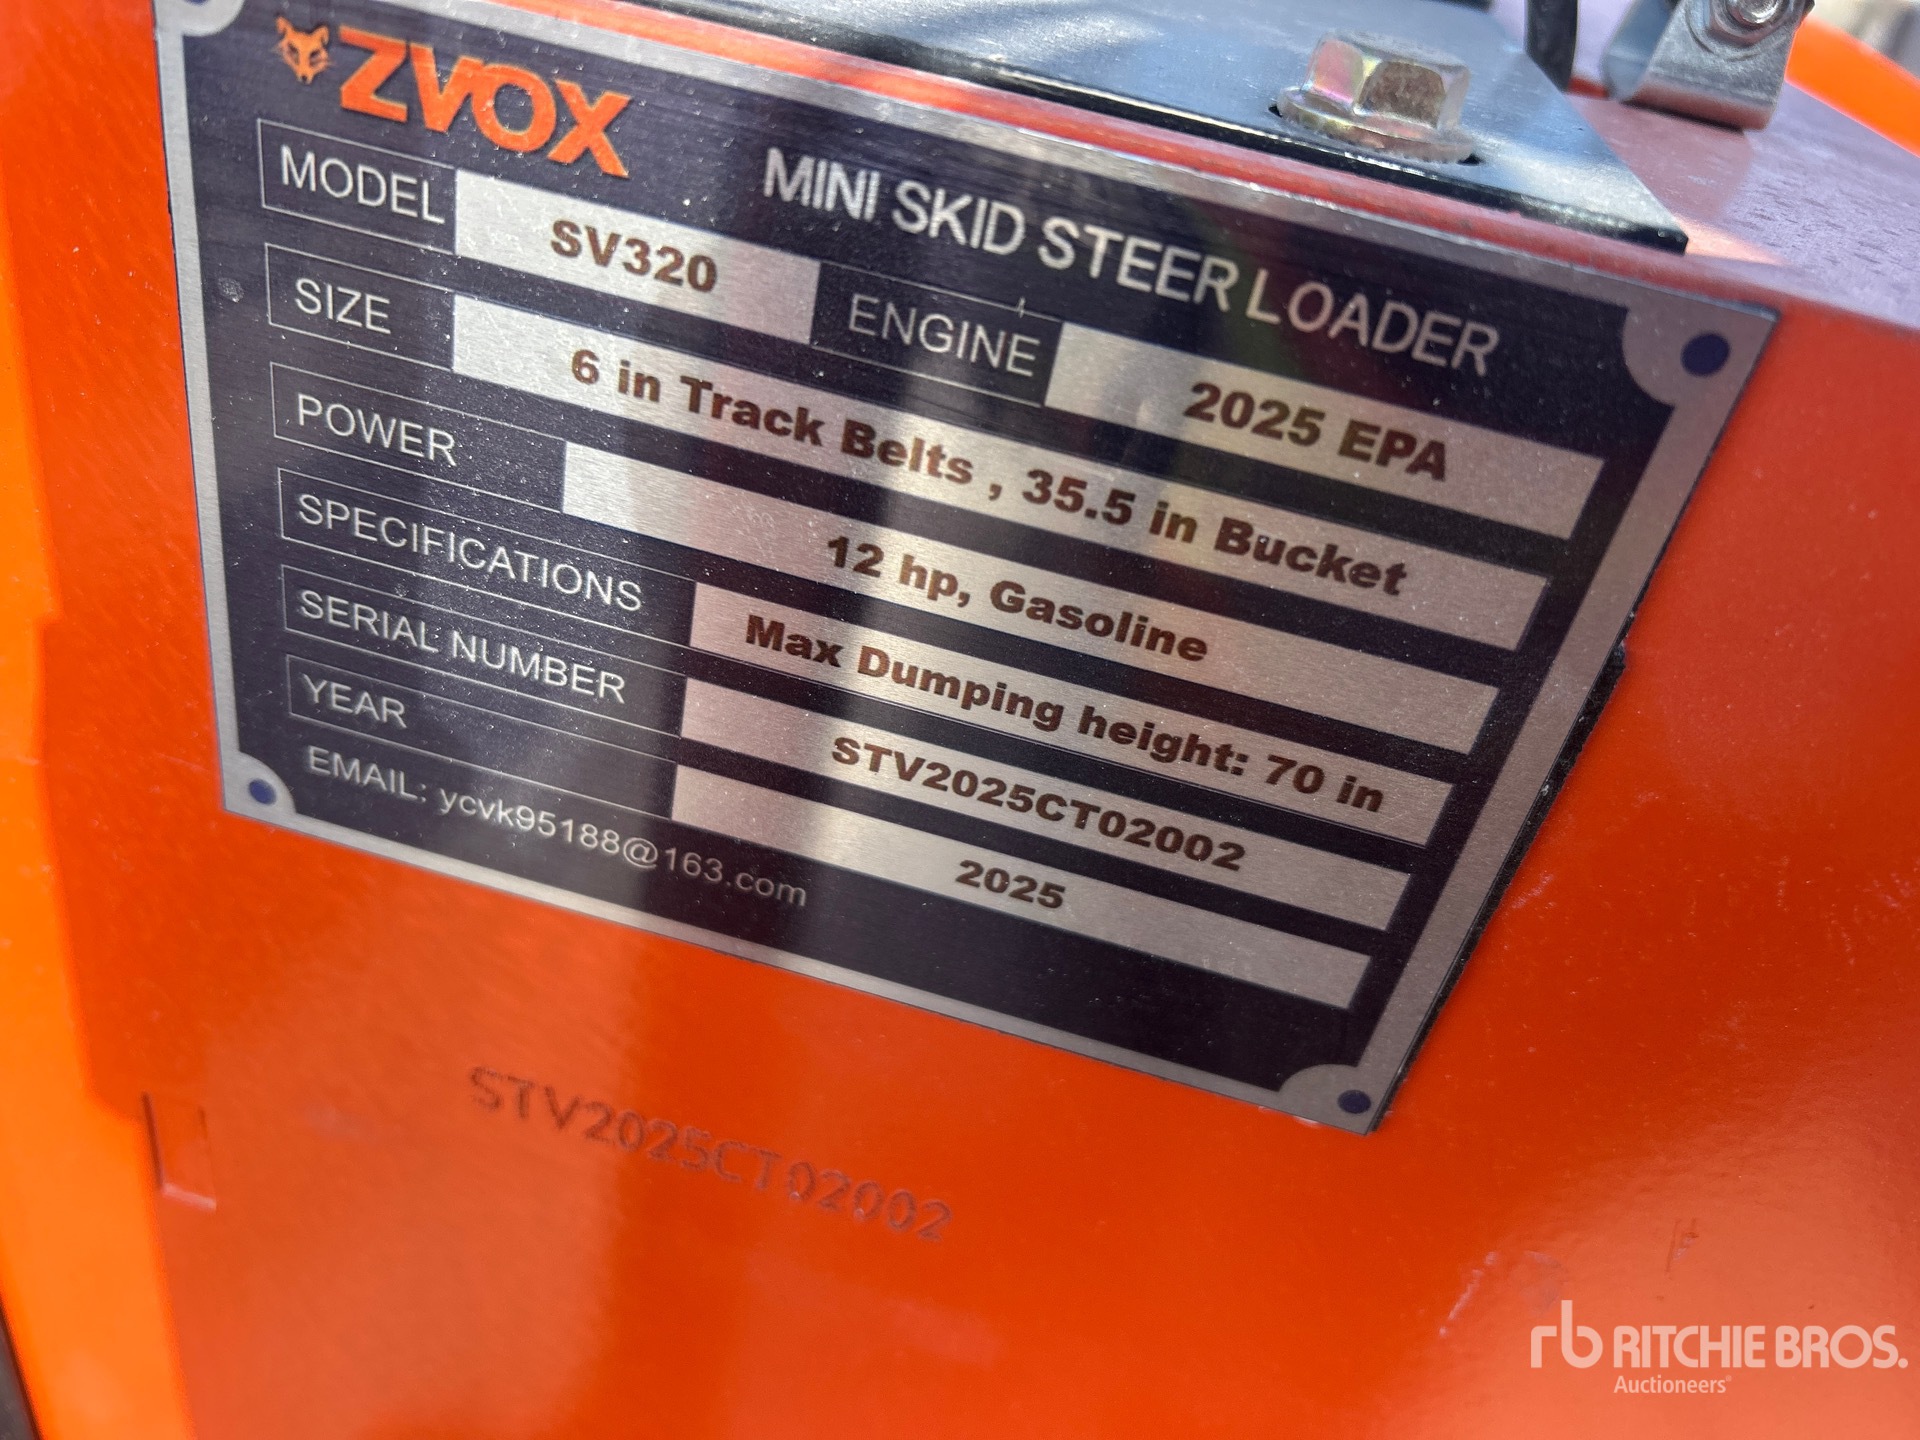 ZVOX
MINI SKID STEER LOADER
MODEL SV320 ENGINE 2025 EPA
SIZE 6 in Track Belts , 35.5 in Bucket
POWER 12 hp, Gasoline
SPECIFICATIONS Max Dumping height: 70 in
SERIAL NUMBER STV2025CT02002
YEAR 2025
EMAIL: ycvk95188@163.com
STV2025CT02002
rb RITCHIE BROS.
Auctioneers®